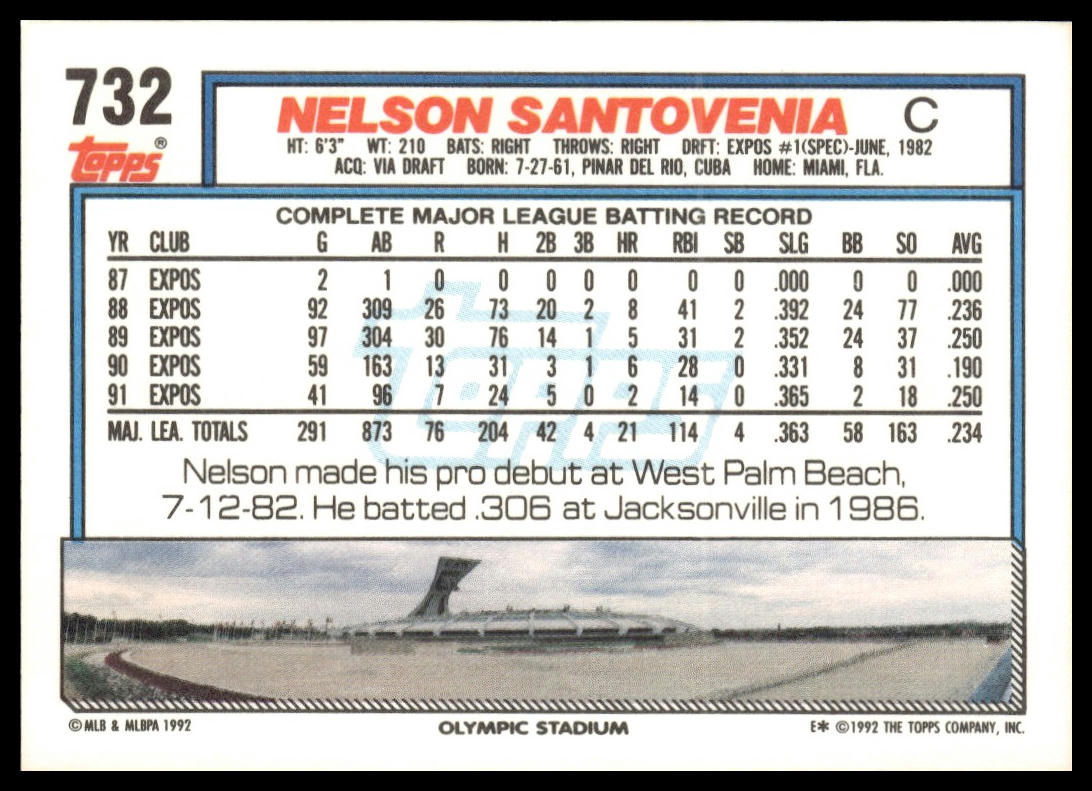 732
NELSON SANTOVENIA C
topps®
HT: 6'3" WT: 210 BATS: RIGHT THROWS: RIGHT DRFT: EXPOS #1(SPEC)-JUNE, 1982
ACQ: VIA DRAFT BORN: 7-27-61, PINAR DEL RIO, CUBA HOME: MIAMI, FLA.
COMPLETE MAJOR LEAGUE BATTING RECORD
YR CLUB G AB R H 2B 3B HR RBI SB SLG BB SO AVG
87 EXPOS 2 1 0 0 0 0 0 0 0 .000 0 0 .000
88 EXPOS 92 309 26 73 20 2 8 41 2 .392 24 77 .236
89 EXPOS 97 304 30 76 14 1 5 31 2 .352 24 37 .250
90 EXPOS 59 163 13 31 3 1 6 28 0 .331 8 31 .190
91 EXPOS 41 96 7 24 5 0 2 14 0 .365 2 18 .250
MAJ. LEA. TOTALS 291 873 76 204 42 4 21 114 4 .363 58 163 .234
topps
Nelson made his pro debut at West Palm Beach,
7-12-82. He batted .306 at Jacksonville in 1986.
©MLB & MLBPA 1992 OLYMPIC STADIUM E* ©1992 THE TOPPS COMPANY, INC.